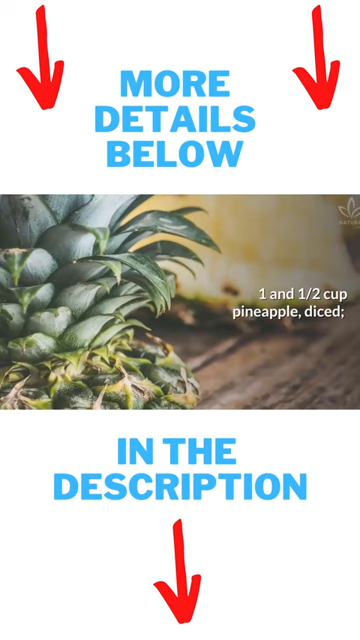 MORE
DETAILS
BELOW
1 and 1/2 cup
pineapple, diced;
IN THE
DESCRIPTION